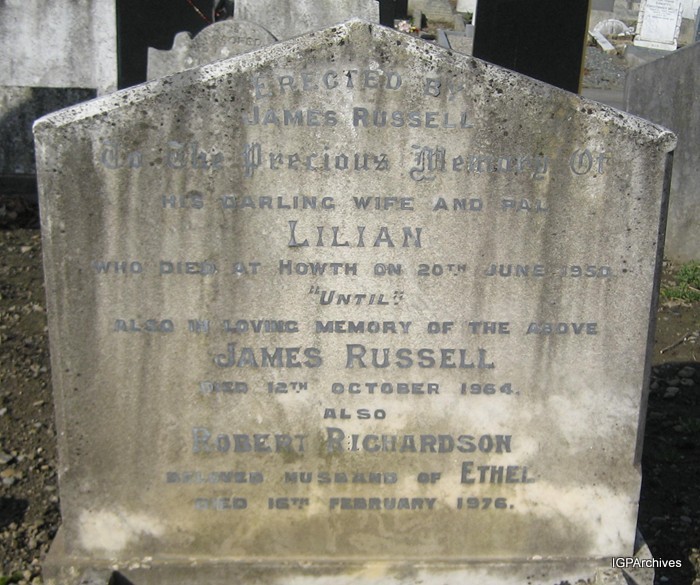 ERECTED BY
JAMES RUSSELL
To The Precious Memory Of
HIS DARLING WIFE AND PAL
LILIAN
WHO DIED AT HOWTH ON 20TH JUNE 1950.
"UNTIL"
ALSO IN LOVING MEMORY OF THE ABOVE
JAMES RUSSELL
DIED 12TH OCTOBER 1964.
ALSO
ROBERT RICHARDSON
BELOVED HUSBAND OF ETHEL
DIED 16TH FEBRUARY 1976.
IGPArchives